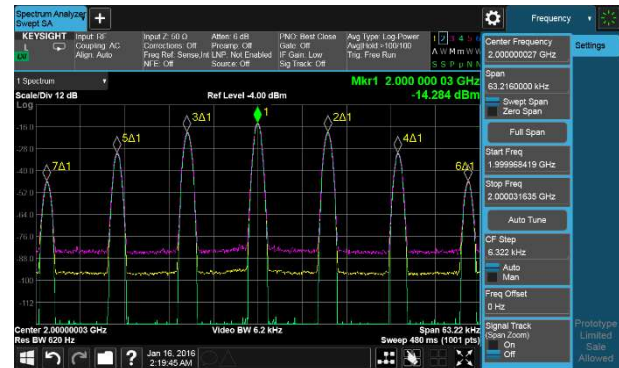 Spectrum Analyzer
Swept SA
Frequency
KEYSIGHT
Input: RF
Coupling: AC
Align: Auto
Input Z: 50 Ω
Corrections: Off
Freq Ref: Sense,Int
NFE: Off
Atten: 6 dB
Preamp: Off
LNP: Not Enabled
Source: Off
PNO: Best Close
Gate: Off
IF Gain: Low
Sig Track: Off
Avg Type: Log-Power
Avg|Hold >100/100
Trig: Free Run
1 2 3 4 5 6
A W M m W W
S S P p N N
1 Spectrum
Scale/Div 12 dB
Ref Level -4.00 dBm
Mkr1 2.000 000 03 GHz
-14.284 dBm
Log
1
3Δ1
2Δ1
5Δ1
4Δ1
7Δ1
6Δ1
-16.0
-28.0
-40.0
-52.0
-64.0
-76.0
-88.0
-100
-112
Center 2.00000003 GHz
Res BW 620 Hz
Video BW 6.2 kHz
Span 63.22 kHz
Sweep 480 ms (1001 pts)
Jan 16, 2016
2:19:45 AM
Center Frequency
2.000000027 GHz
Settings
Span
63.2160000 kHz
Swept Span
Zero Span
Full Span
Start Freq
1.999968419 GHz
Stop Freq
2.000031635 GHz
Auto Tune
CF Step
6.322 kHz
Auto
Man
Freq Offset
0 Hz
Signal Track
(Span Zoom)
On
Off
Prototype
Limited
Sale
Allowed